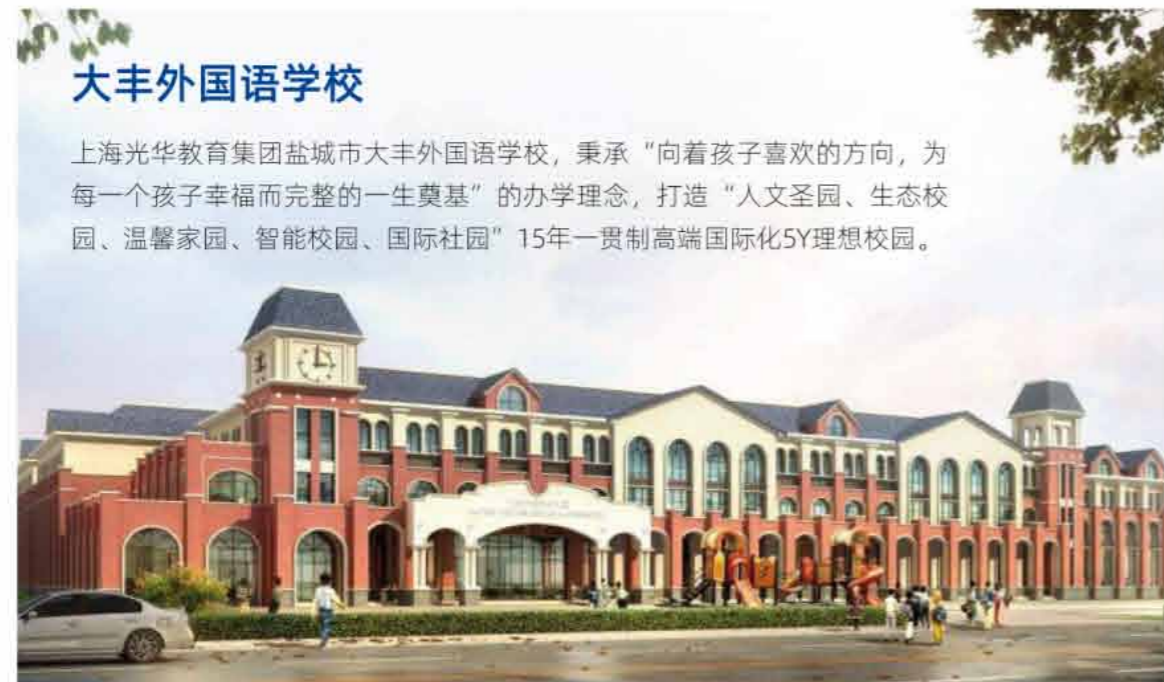 大丰外国语学校
上海光华教育集团盐城市大丰外国语学校，秉承“向着孩子喜欢的方向，为
每一个孩子幸福而完整的一生奠基”的办学理念，打造“人文圣园、生态校
园、温馨家园、智能校园、国际社园”15年一贯制高端国际化5Y理想校园。